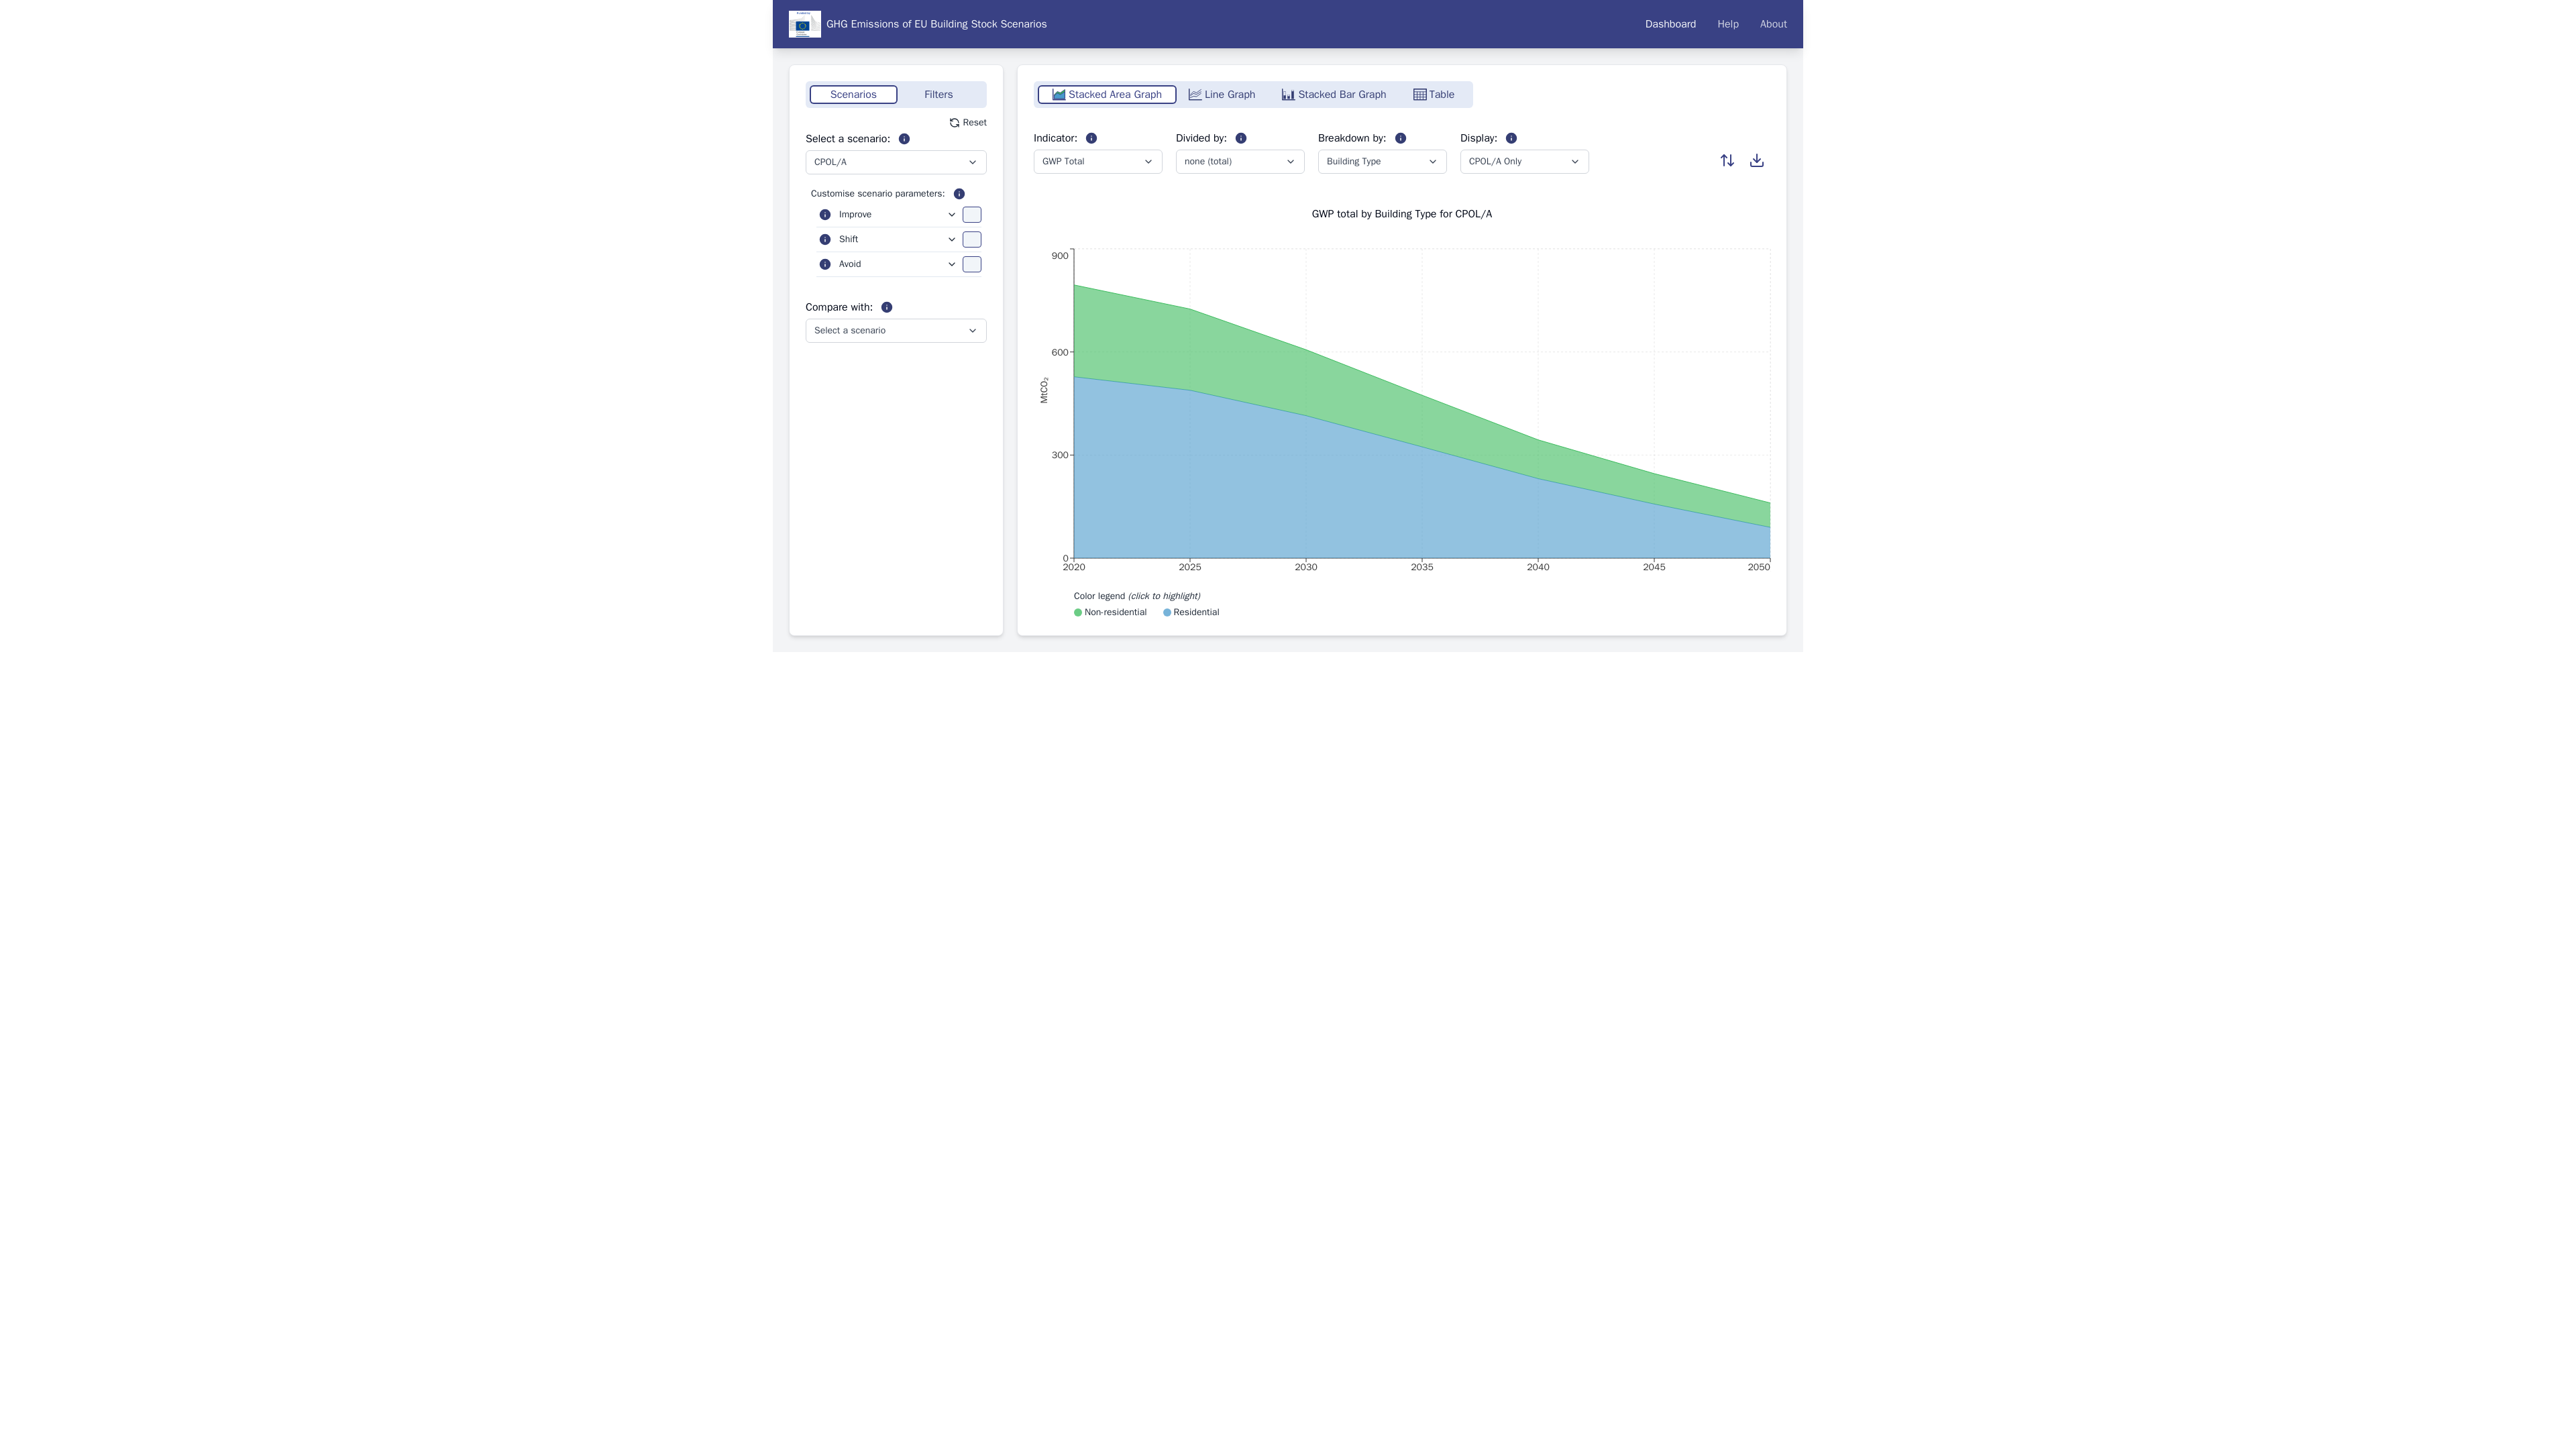 GHG Emissions of EU Building Stock Scenarios
Dashboard Help About
Scenarios Filters
Reset
Select a scenario:
CPOL/A
Customise scenario parameters:
Improve
Shift
Avoid
Compare with:
Select a scenario
Stacked Area Graph Line Graph Stacked Bar Graph Table
Indicator: Divided by: Breakdown by: Display:
GWP Total none (total) Building Type CPOL/A Only
GWP total by Building Type for CPOL/A
900
600
300
0
MtCO₂
2020 2025 2030 2035 2040 2045 2050
Color legend (click to highlight)
Non-residential Residential